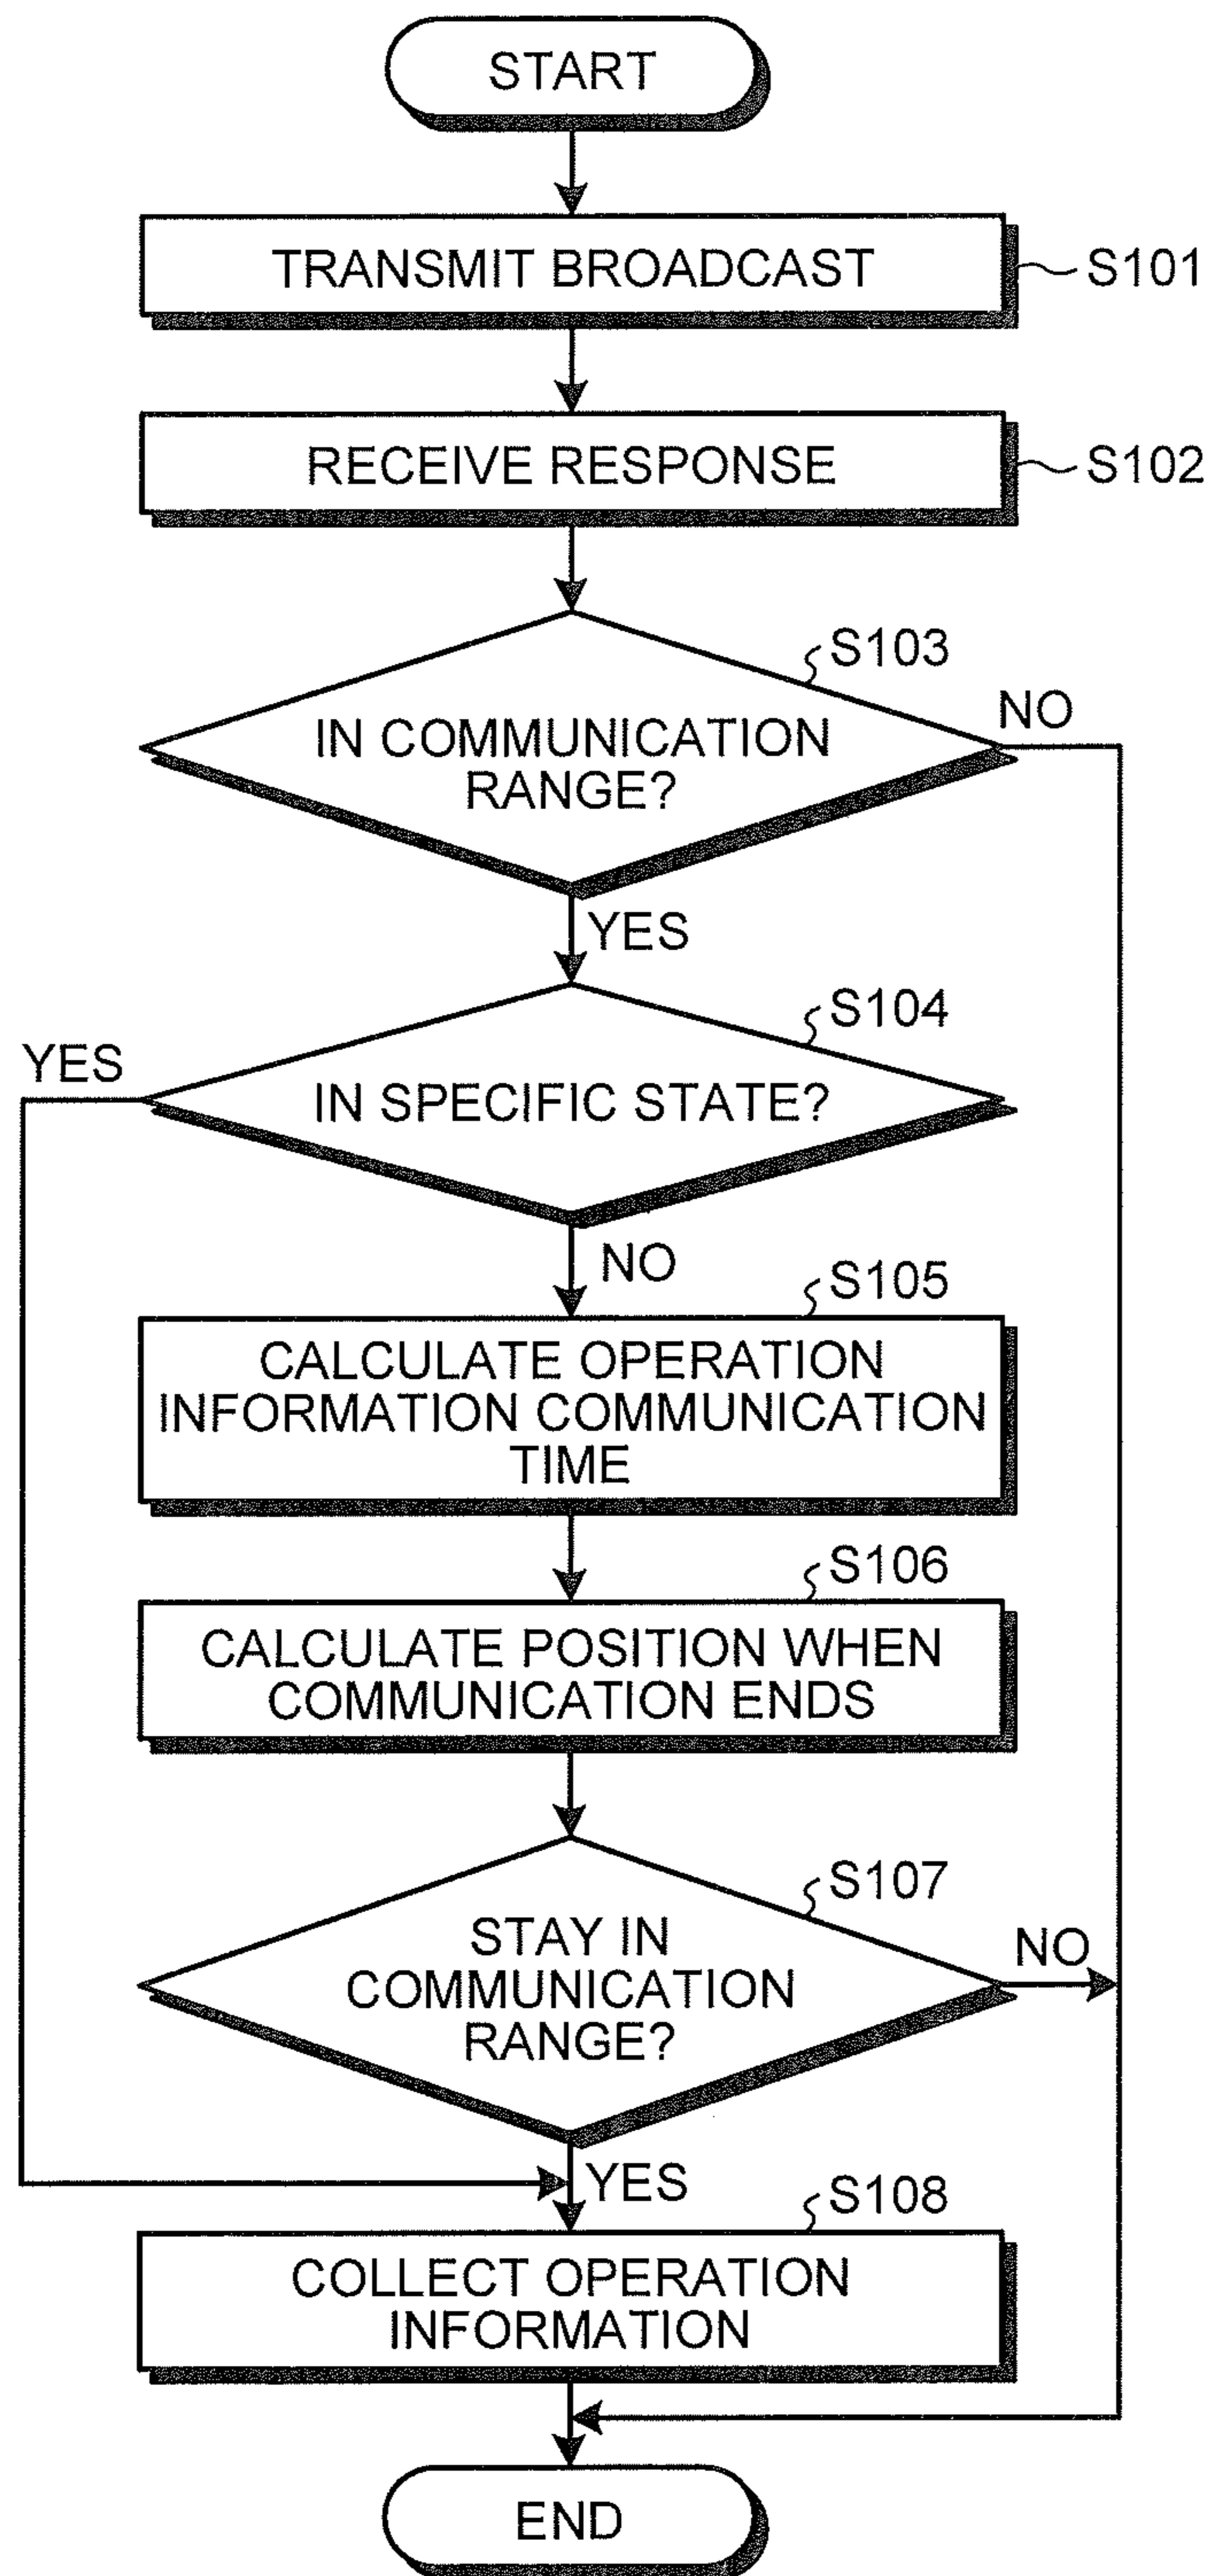 START
TRANSMIT BROADCAST
S101
RECEIVE RESPONSE
S102
S103
IN COMMUNICATION
RANGE?
NO
YES
S104
YES
IN SPECIFIC STATE?
NO
S105
CALCULATE OPERATION
INFORMATION COMMUNICATION
TIME
S106
CALCULATE POSITION WHEN
COMMUNICATION ENDS
S107
STAY IN
COMMUNICATION
RANGE?
NO
YES
S108
COLLECT OPERATION
INFORMATION
END